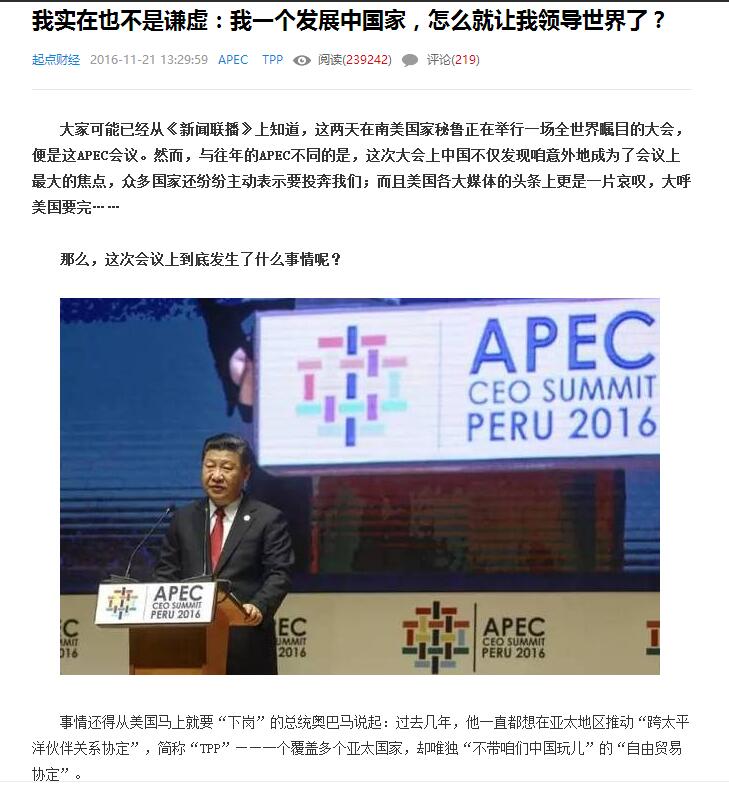 我实在也不是谦虚：我一个发展中国家，怎么就让我领导世界了？
起点财经 2016-11-21 13:29:59 APEC TPP 阅读(239242) 评论(219)
大家可能已经从《新闻联播》上知道，这两天在南美国家秘鲁正在举行一场全世界瞩目的大会，
便是这APEC会议。然而，与往年的APEC不同的是，这次大会上中国不仅发现咱意外地成为了会议上
最大的焦点，众多国家还纷纷主动表示要投奔我们；而且美国各大媒体的头条上更是一片哀叹，大呼
美国要完……
那么，这次会议上到底发生了什么事情呢？
APEC
CEO SUMMIT
PERU 2016
APEC
CEO SUMMIT
PERU 2016
EC
UMMIT
2016
APEC
CEO SUMMIT
PERU 2016
事情还得从美国马上就要“下岗”的总统奥巴马说起：过去几年，他一直都想在亚太地区推动“跨太平
洋伙伴关系协定”，简称“TPP”———个覆盖多个亚太国家，却唯独“不带咱们中国玩儿”的“自由贸易
协定”。